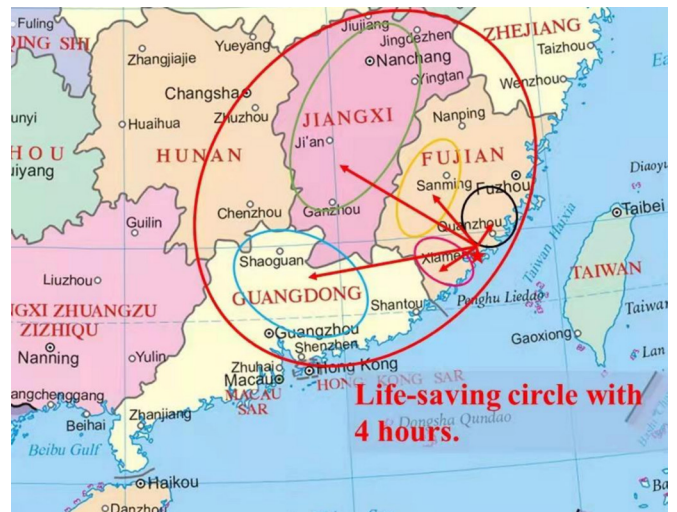 Fuling
Jiujiang
ZHEJIANG
QING SHI
Yueyang
Jingdezhen
Taizhou
Zhangjiajie
Nanchang
Changsha
Yingtan
Wenzhou
unyi
Huaihua
Zhuzhou
JIANGXI
Nanping
Ji'an
HOU
HUNAN
FUJIAN
uiyang
Sanming
Fuzhou
Diaoyu
Guilin
Chenzhou
Ganzhou
Quanzhou
Taibei
Shaoguan
Xiamen
Taiwan Haixia
Liuzhou
TAIWAN
GUANGDONG
Penghu Liedao
GXI ZHUANGZU
Shantou
Taiwan
ZIZHIQU
Guangzhou
Gaoxiong
Nanning
Yulin
Shenzhen
Lan
Zhuhai
Hong Kong
Macau
HONG KONG SAR
angchenggang
MACAU
SAR
Life-saving circle with
Beihai
Zhanjiang
4 hours.
Dongsha Qundao
Beibu Gulf
Haikou
Ba
Danzhou